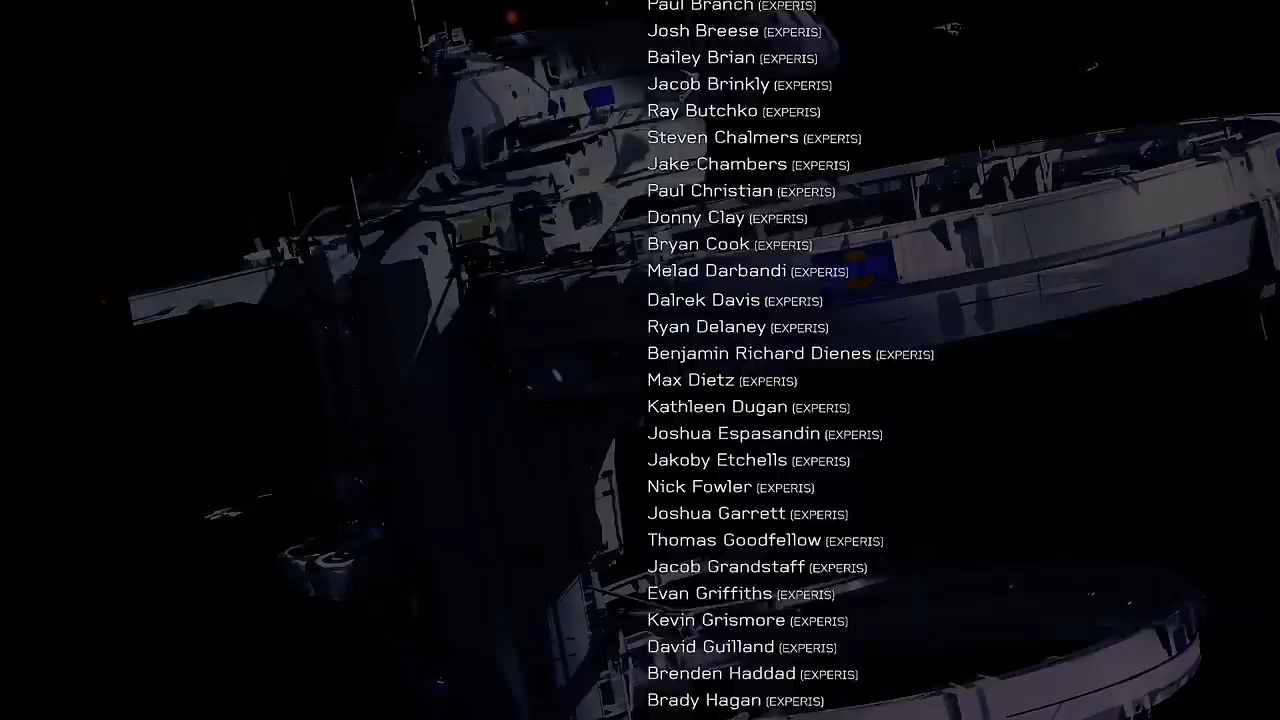 Paul Branch (EXPERIS)
Josh Breese (EXPERIS)
Bailey Brian (EXPERIS)
Jacob Brinkly (EXPERIS)
Ray Butchko (EXPERIS)
Steven Chalmers (EXPERIS)
Jake Chambers (EXPERIS)
Paul Christian (EXPERIS)
Donny Clay (EXPERIS)
Bryan Cook (EXPERIS)
Melad Darbandi (EXPERIS)
Dalrek Davis (EXPERIS)
Ryan Delaney (EXPERIS)
Benjamin Richard Dienes (EXPERIS)
Max Dietz (EXPERIS)
Kathleen Dugan (EXPERIS)
Joshua Espasandin (EXPERIS)
Jakoby Etchells (EXPERIS)
Nick Fowler (EXPERIS)
Joshua Garrett (EXPERIS)
Thomas Goodfellow (EXPERIS)
Jacob Grandstaff (EXPERIS)
Evan Griffiths (EXPERIS)
Kevin Grismore (EXPERIS)
David Guilland (EXPERIS)
Brenden Haddad (EXPERIS)
Brady Hagan (EXPERIS)